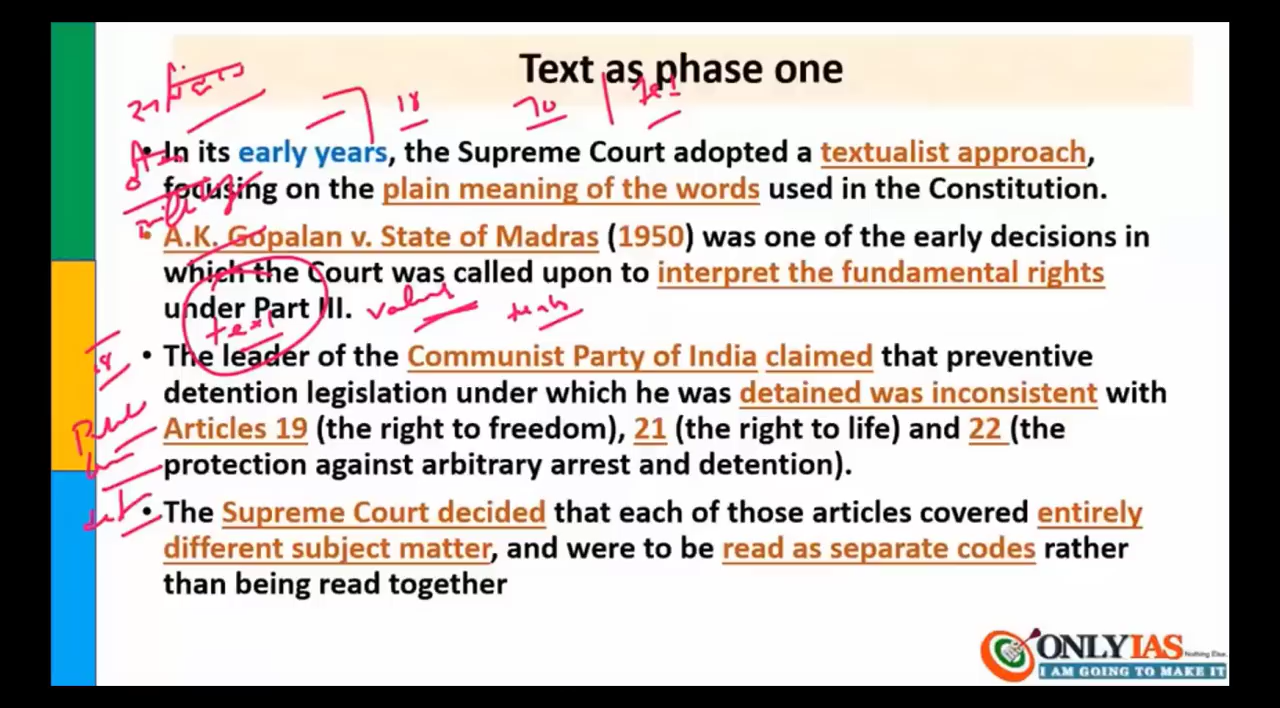 Text as phase one
18
70
• In its early years, the Supreme Court adopted a textualist approach,
focusing on the plain meaning of the words used in the Constitution.
• A.K. Gopalan v. State of Madras (1950) was one of the early decisions in
which the Court was called upon to interpret the fundamental rights
under Part III.
text
values
• The leader of the Communist Party of India claimed that preventive
detention legislation under which he was detained was inconsistent with
Articles 19 (the right to freedom), 21 (the right to life) and 22 (the
protection against arbitrary arrest and detention).
• The Supreme Court decided that each of those articles covered entirely
different subject matter, and were to be read as separate codes rather
than being read together
ONLYIAS
Nothing Else.
I AM GOING TO MAKE IT